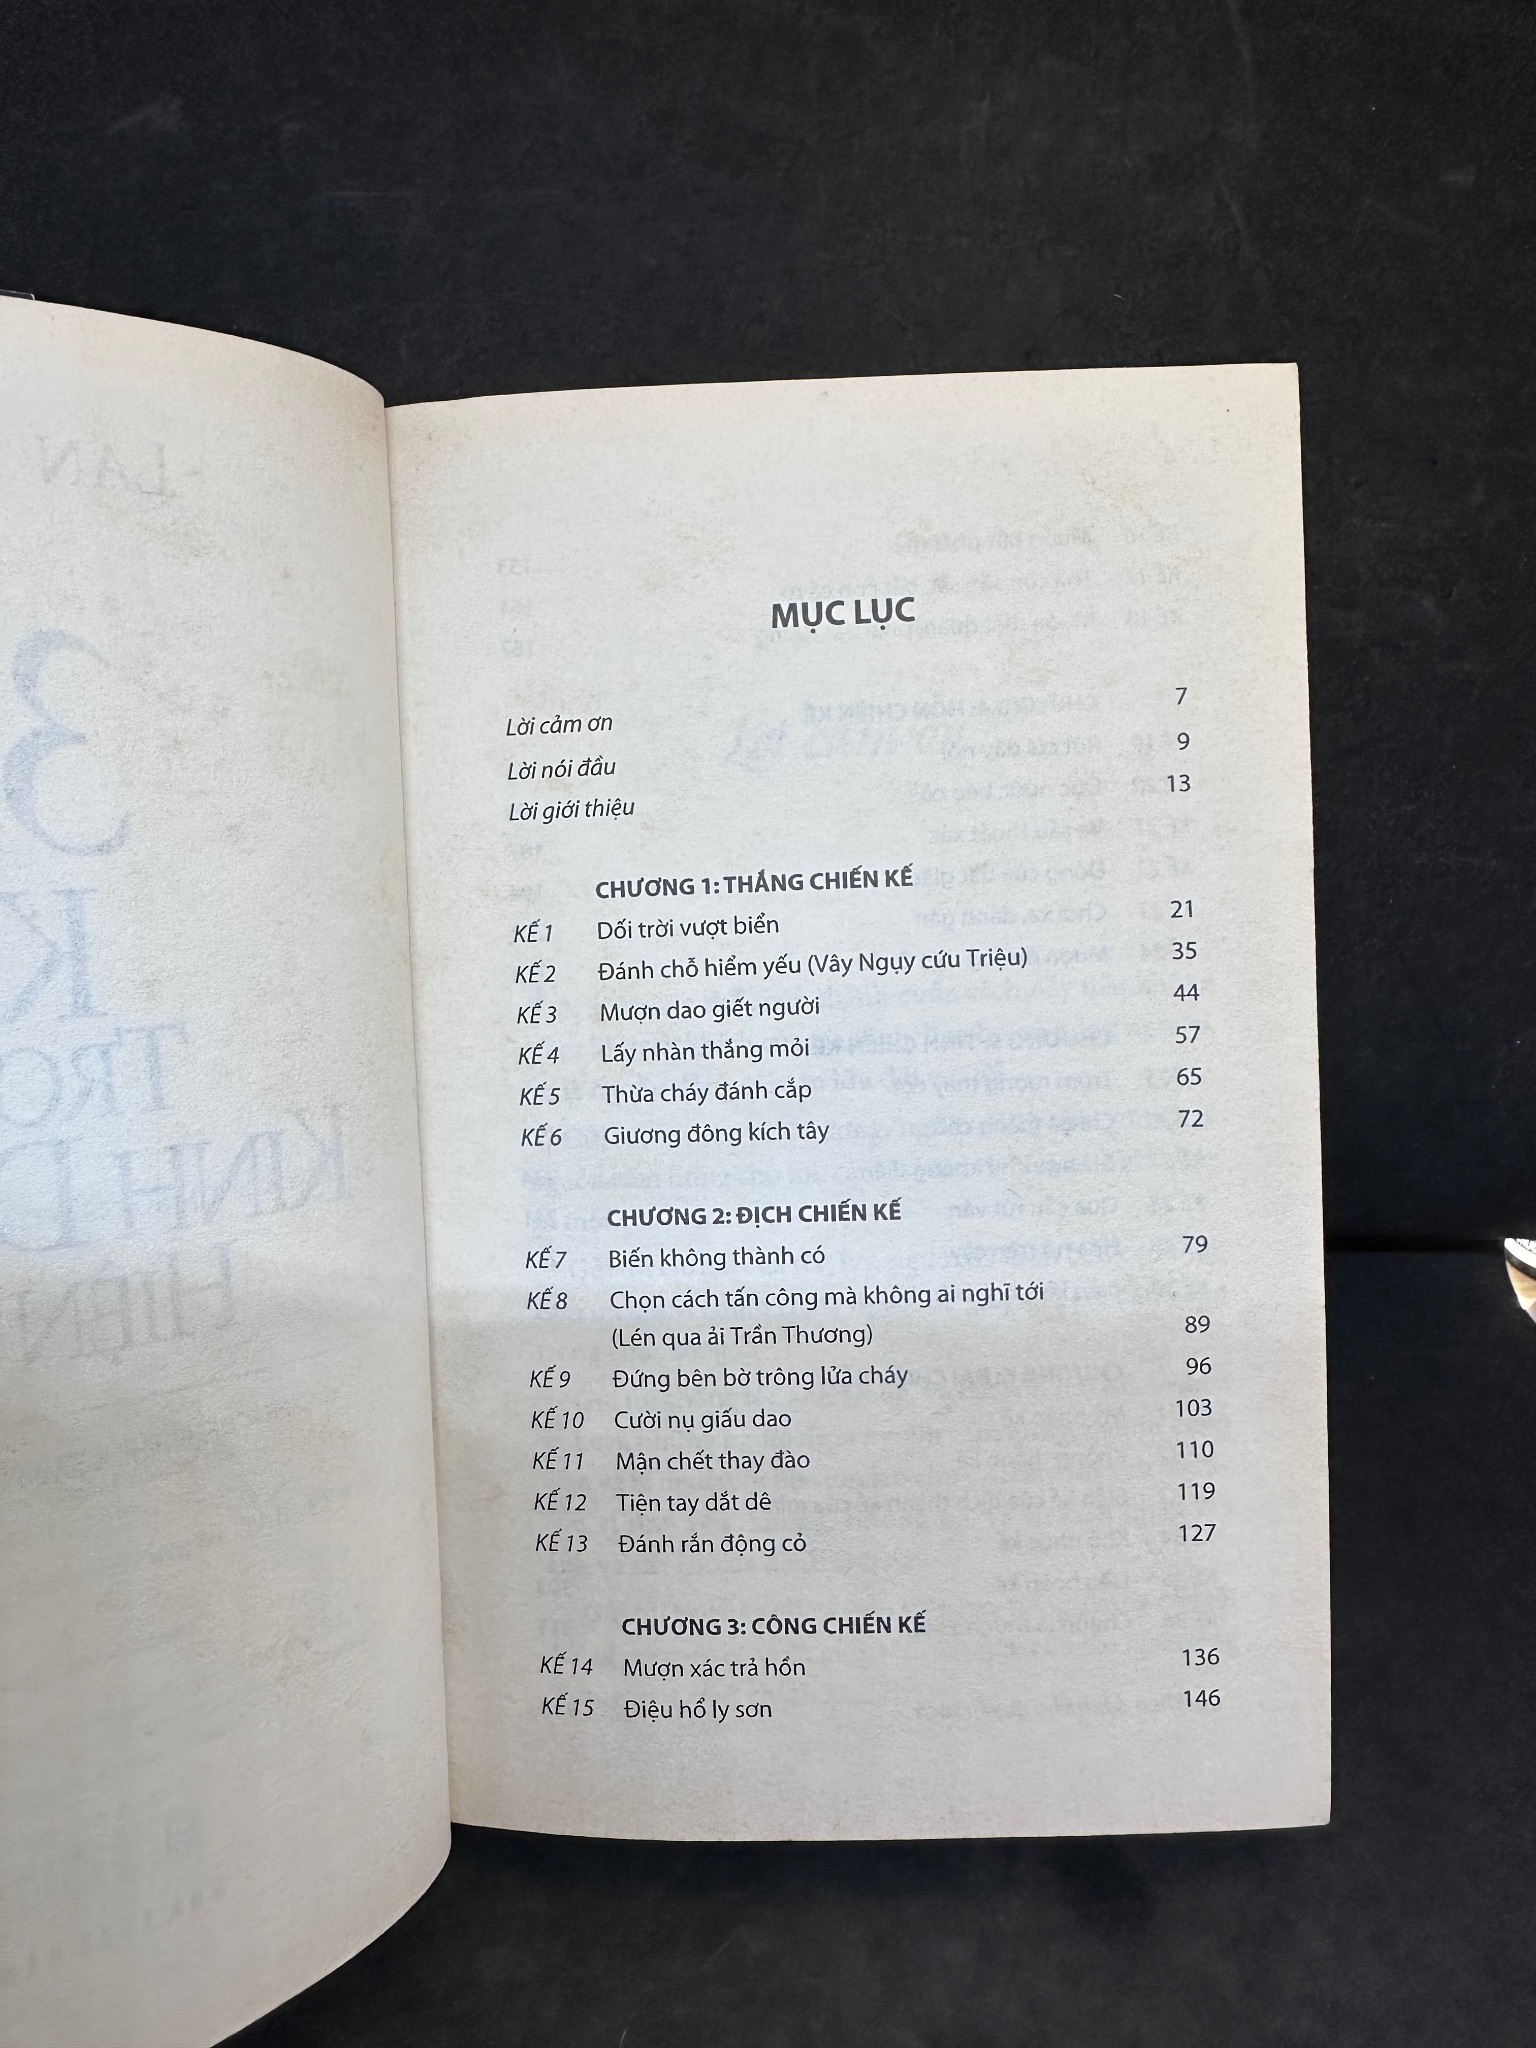 MỤC LỤC
Lời cảm ơn 7
Lời nói đầu 9
Lời giới thiệu 13
CHƯƠNG 1: THẮNG CHIẾN KẾ
KẾ 1 Dối trời vượt biển 21
KẾ 2 Đánh chỗ hiểm yếu (Vây Ngụy cứu Triệu) 35
KẾ 3 Mượn dao giết người 44
KẾ 4 Lấy nhàn thắng mỏi 57
KẾ 5 Thừa cháy đánh cắp 65
KẾ 6 Giương đông kích tây 72
CHƯƠNG 2: ĐỊCH CHIẾN KẾ
KẾ 7 Biến không thành có 79
KẾ 8 Chọn cách tấn công mà không ai nghĩ tới
(Lén qua ải Trần Thương) 89
KẾ 9 Đứng bên bờ trông lửa cháy 96
KẾ 10 Cười nụ giấu dao 103
KẾ 11 Mận chết thay đào 110
KẾ 12 Tiện tay dắt dê 119
KẾ 13 Đánh rắn động cỏ 127
CHƯƠNG 3: CÔNG CHIẾN KẾ
KẾ 14 Mượn xác trả hồn 136
KẾ 15 Điệu hổ ly sơn 146